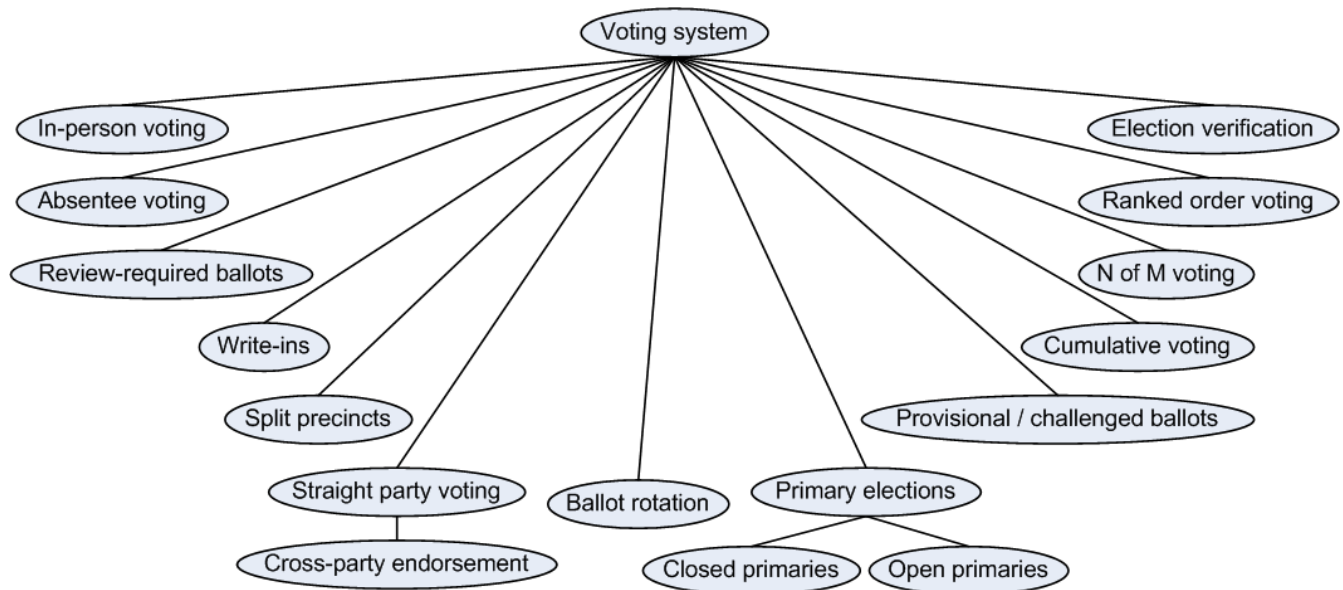 Voting system
In-person voting
Election verification
Absentee voting
Ranked order voting
Review-required ballots
N of M voting
Write-ins
Cumulative voting
Split precincts
Provisional / challenged ballots
Straight party voting
Ballot rotation
Primary elections
Cross-party endorsement
Closed primaries
Open primaries